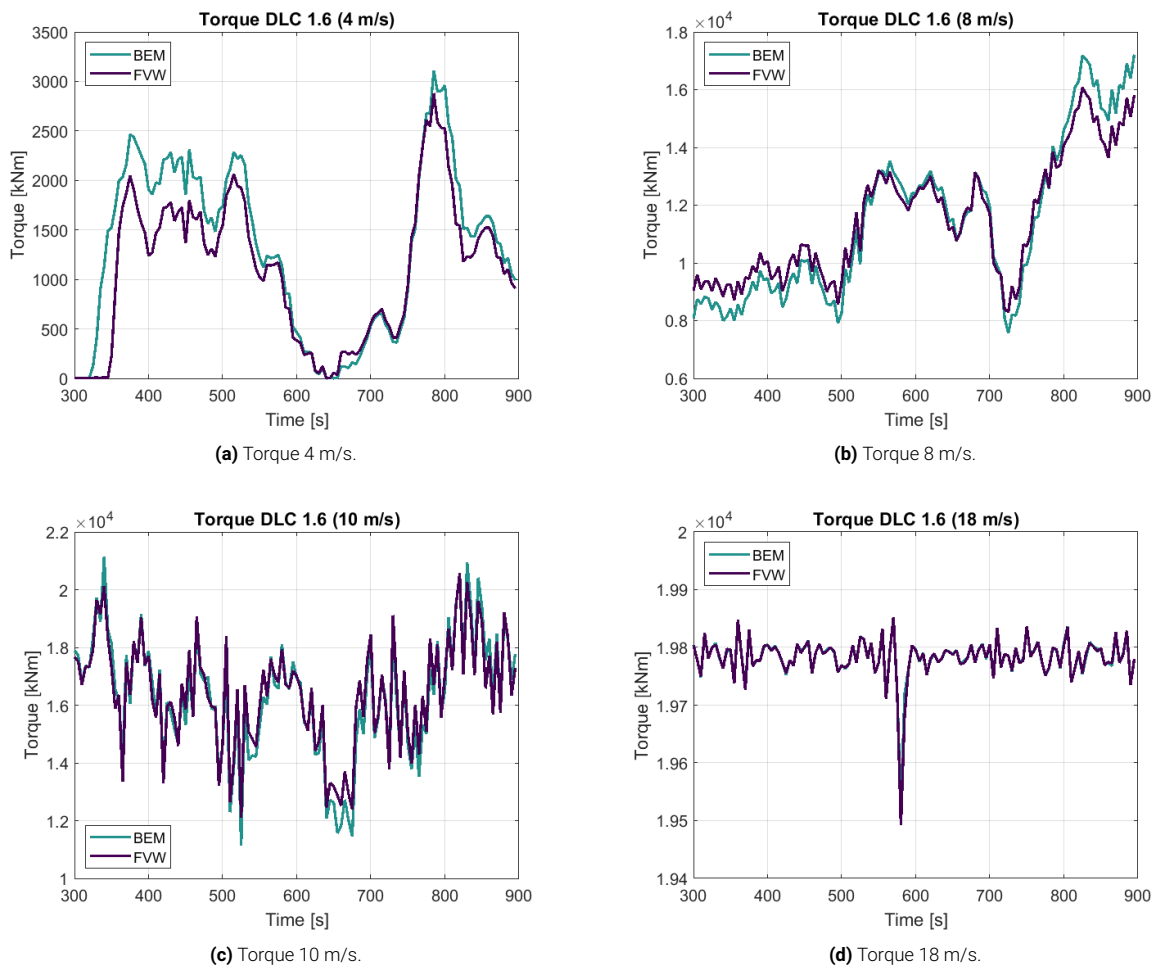 Torque DLC 1.6 (4 m/s)
3500
3000
2500
2000
1500
1000
500
0
Torque [kNm]
BEM
FVW
300 400 500 600 700 800 900
Time [s]
(a) Torque 4 m/s.
Torque DLC 1.6 (8 m/s)
×10⁴
1.8
1.6
1.4
1.2
1
0.8
0.6
Torque [kNm]
BEM
FVW
300 400 500 600 700 800 900
Time [s]
(b) Torque 8 m/s.
Torque DLC 1.6 (10 m/s)
×10⁴
2.2
2
1.8
1.6
1.4
1.2
1
Torque [kNm]
BEM
FVW
300 400 500 600 700 800 900
Time [s]
(c) Torque 10 m/s.
Torque DLC 1.6 (18 m/s)
×10⁴
2
1.99
1.98
1.97
1.96
1.95
1.94
Torque [kNm]
BEM
FVW
300 400 500 600 700 800 900
Time [s]
(d) Torque 18 m/s.